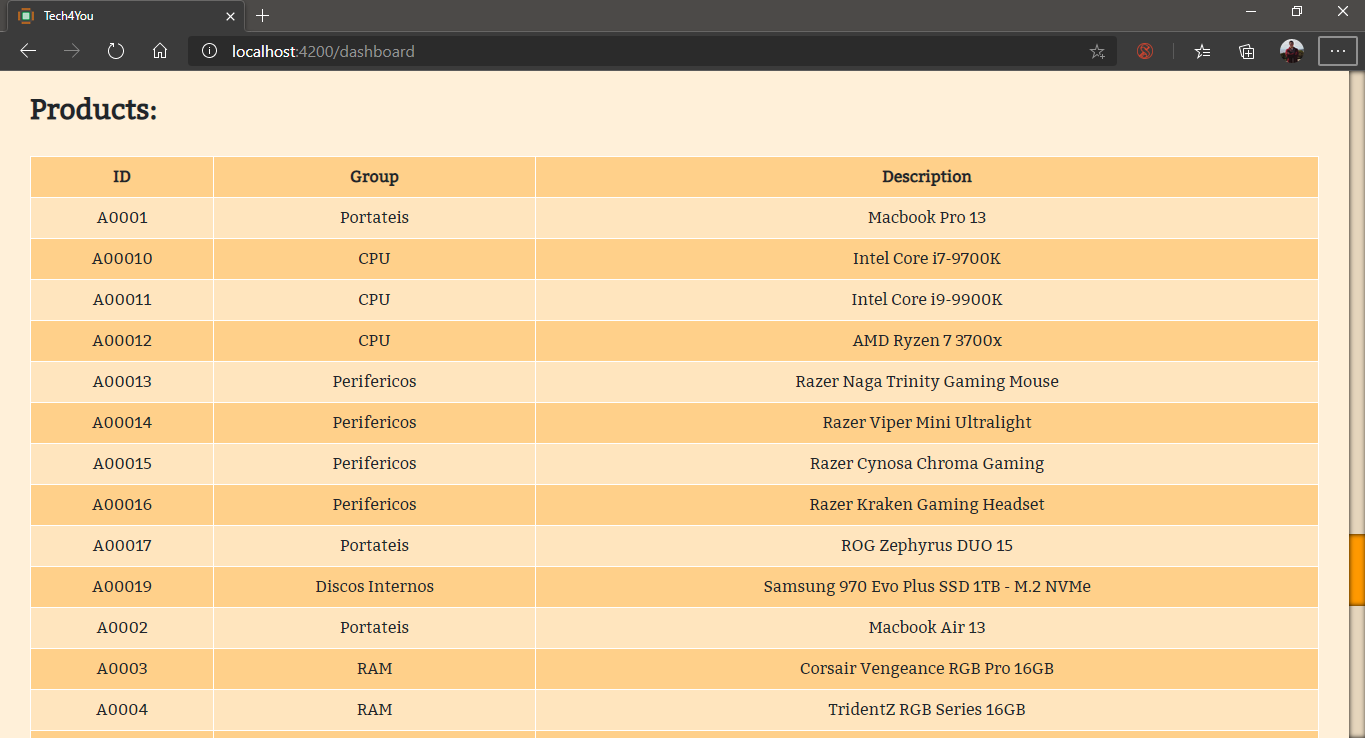 Tech4You
localhost:4200/dashboard
Products:
ID Group Description
A0001 Portateis Macbook Pro 13
A00010 CPU Intel Core i7-9700K
A00011 CPU Intel Core i9-9900K
A00012 CPU AMD Ryzen 7 3700x
A00013 Perifericos Razer Naga Trinity Gaming Mouse
A00014 Perifericos Razer Viper Mini Ultralight
A00015 Perifericos Razer Cynosa Chroma Gaming
A00016 Perifericos Razer Kraken Gaming Headset
A00017 Portateis ROG Zephyrus DUO 15
A00019 Discos Internos Samsung 970 Evo Plus SSD 1TB - M.2 NVMe
A0002 Portateis Macbook Air 13
A0003 RAM Corsair Vengeance RGB Pro 16GB
A0004 RAM TridentZ RGB Series 16GB